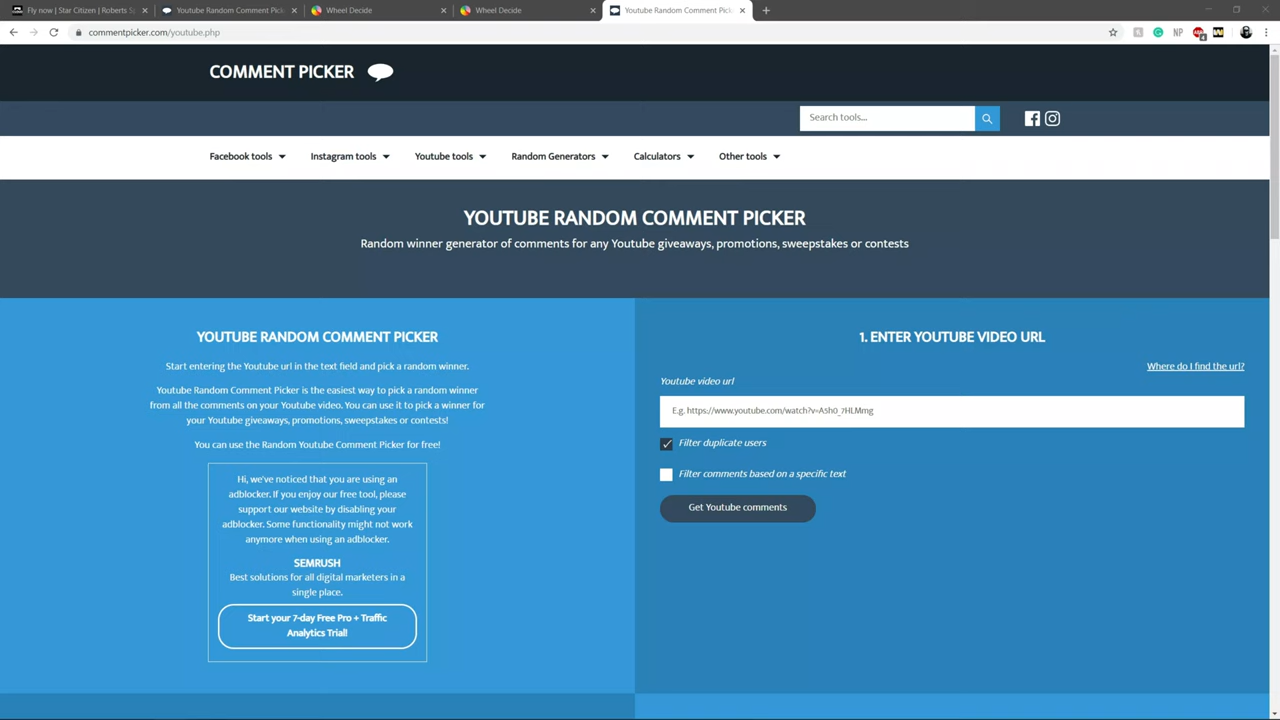 Fly now | Star Citizen | Roberts S
Youtube Random Comment Pick
Wheel Decide
Wheel Decide
Youtube Random Comment Pick
commentpicker.com/youtube.php
NP
COMMENT PICKER
Search tools...
Facebook tools
Instagram tools
Youtube tools
Random Generators
Calculators
Other tools
YOUTUBE RANDOM COMMENT PICKER
Random winner generator of comments for any Youtube giveaways, promotions, sweepstakes or contests
YOUTUBE RANDOM COMMENT PICKER
Start entering the Youtube url in the text field and pick a random winner.
Youtube Random Comment Picker is the easiest way to pick a random winner
from all the comments on your Youtube video. You can use it to pick a winner for
your Youtube giveaways, promotions, sweepstakes or contests!
You can use the Random Youtube Comment Picker for free!
Hi, we've noticed that you are using an
adblocker. If you enjoy our free tool, please
support our website by disabling your
adblocker. Some functionality might not work
anymore when using an adblocker.
SEMRUSH
Best solutions for all digital marketers in a
single place.
Start your 7-day Free Pro + Traffic
Analytics Trial!
1. ENTER YOUTUBE VIDEO URL
Where do I find the url?
Youtube video url
E.g. https://www.youtube.com/watch?v=A5h0_7HLMmg
Filter duplicate users
Filter comments based on a specific text
Get Youtube comments